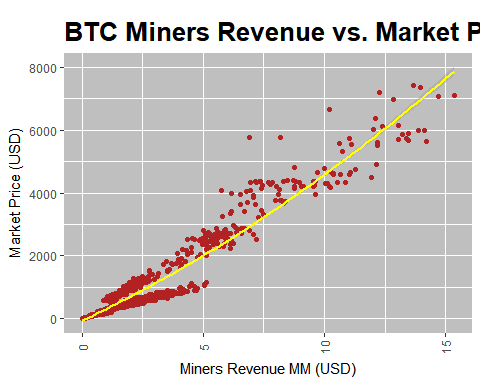 BTC Miners Revenue vs. Market P
8000
6000
4000
2000
0
0 5 10 15
Market Price (USD)
Miners Revenue MM (USD)